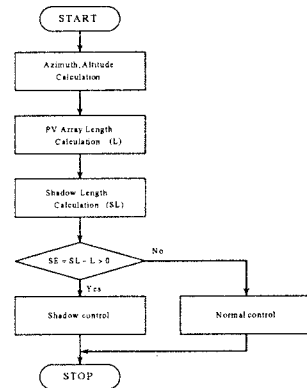 START
Azimuth, Altitude
Calculation
PV Array Length
Calculation (L)
Shadow Length
Calculation (SL)
SE = SL - L > 0
No
Yes
Shadow control
Normal control
STOP